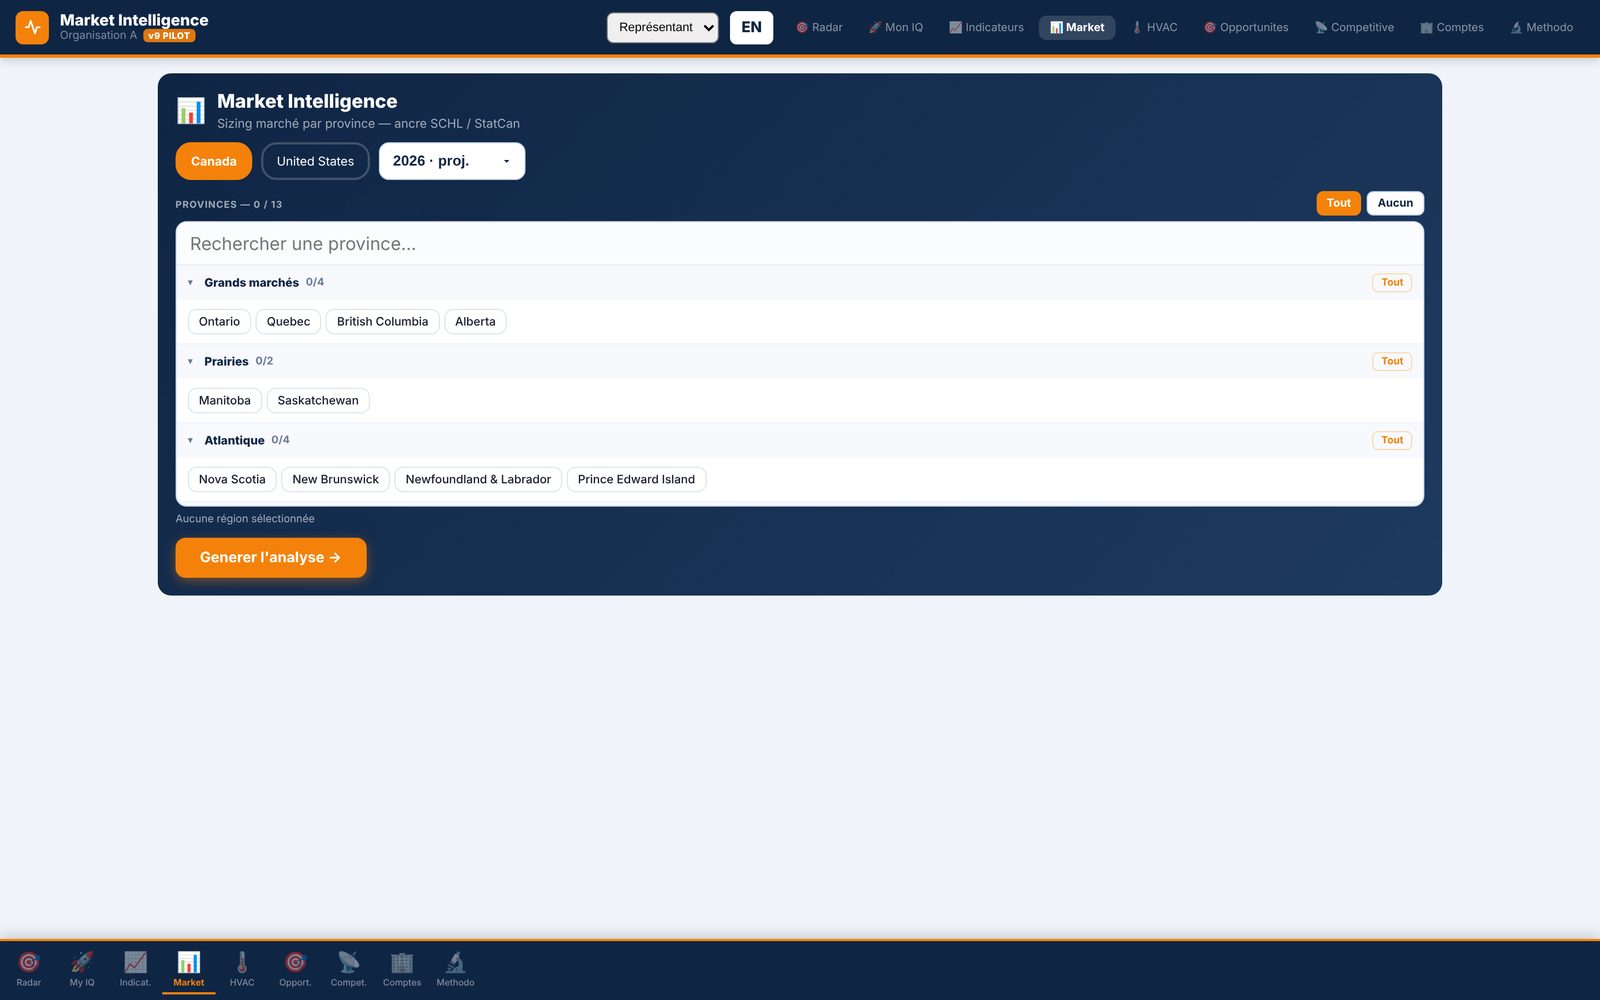 Market Intelligence
Organisation A v9 PILOT
Représentant
EN
Radar
Mon IQ
Indicateurs
Market
HVAC
Opportunites
Competitive
Comptes
Methodo
Market Intelligence
Sizing marché par province — ancre SCHL / StatCan
Canada
United States
2026 · proj.
PROVINCES — 0 / 13
Tout
Aucun
Rechercher une province...
Grands marchés 0/4
Tout
Ontario
Quebec
British Columbia
Alberta
Prairies 0/2
Tout
Manitoba
Saskatchewan
Atlantique 0/4
Tout
Nova Scotia
New Brunswick
Newfoundland & Labrador
Prince Edward Island
Aucune région sélectionnée
Generer l'analyse →
Radar
My IQ
Indicat.
Market
HVAC
Opport.
Compet.
Comptes
Methodo